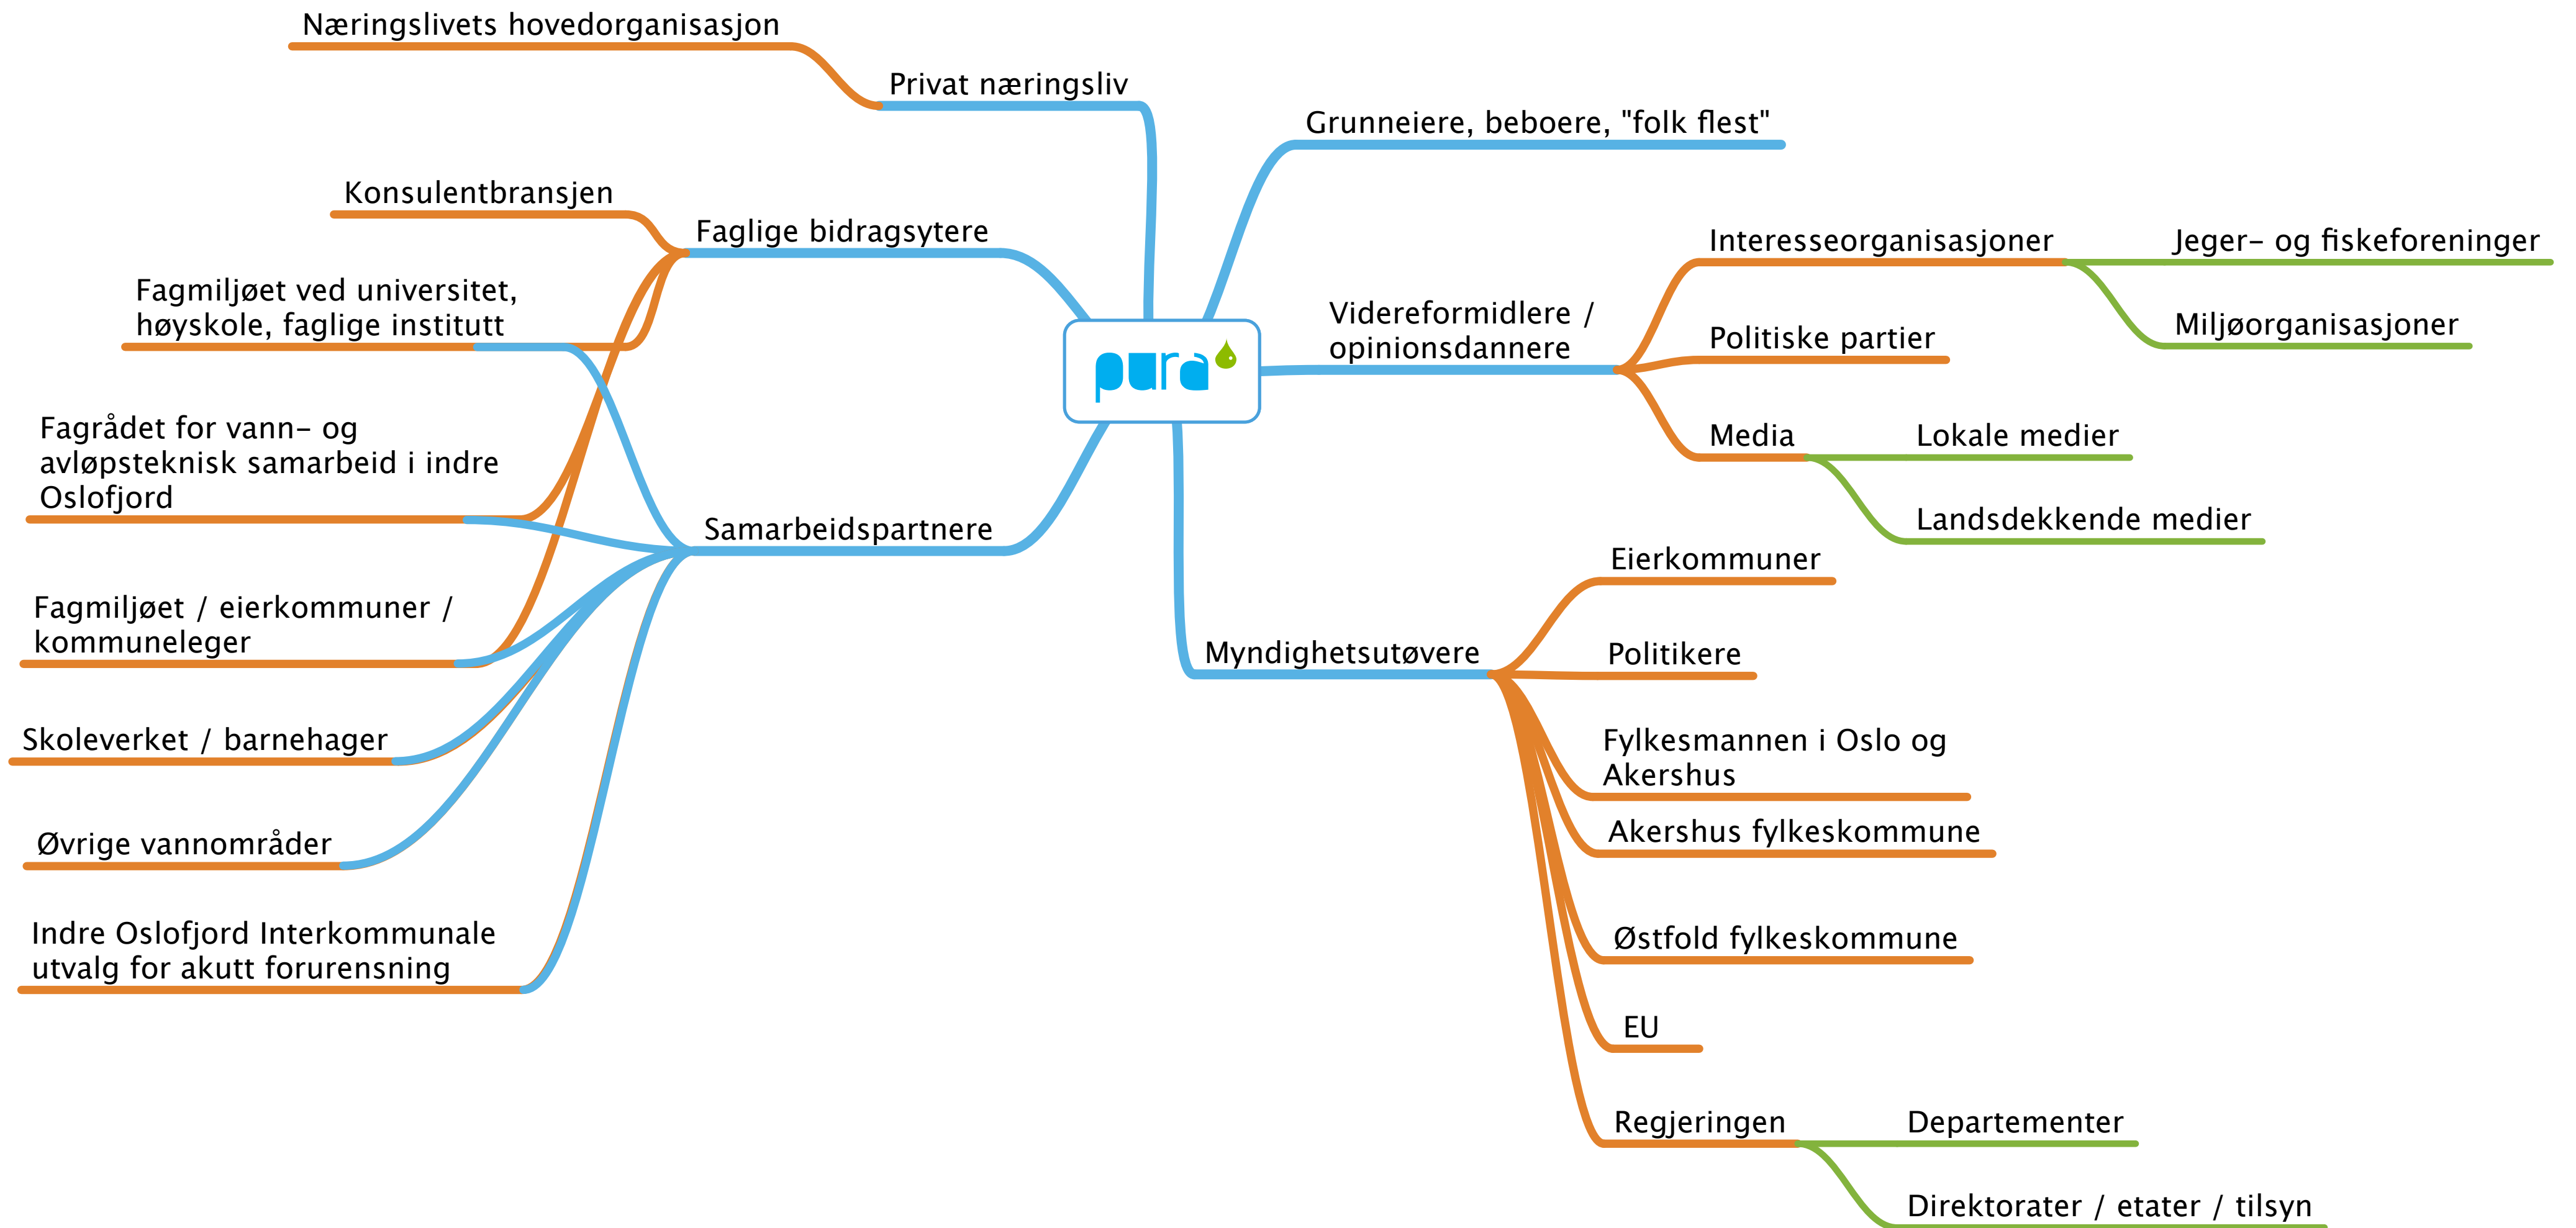 Næringslivets hovedorganisasjon
Privat næringsliv
Konsulentbransjen
Faglige bidragsytere
Fagmiljøet ved universitet,
høyskole, faglige institutt
Fagrådet for vann- og
avløpsteknisk samarbeid i indre
Oslofjord
Samarbeidspartnere
Fagmiljøet / eierkommuner /
kommuneleger
Skoleverket / barnehager
Øvrige vannområder
Indre Oslofjord Interkommunale
utvalg for akutt forurensning
pura
Grunneiere, beboere, "folk flest"
Videreformidlere /
opinionsdannere
Interesseorganisasjoner
Jeger- og fiskeforeninger
Miljøorganisasjoner
Politiske partier
Media
Lokale medier
Landsdekkende medier
Myndighetsutøvere
Eierkommuner
Politikere
Fylkesmannen i Oslo og
Akershus
Akershus fylkeskommune
Østfold fylkeskommune
EU
Regjeringen
Departementer
Direktorater / etater / tilsyn